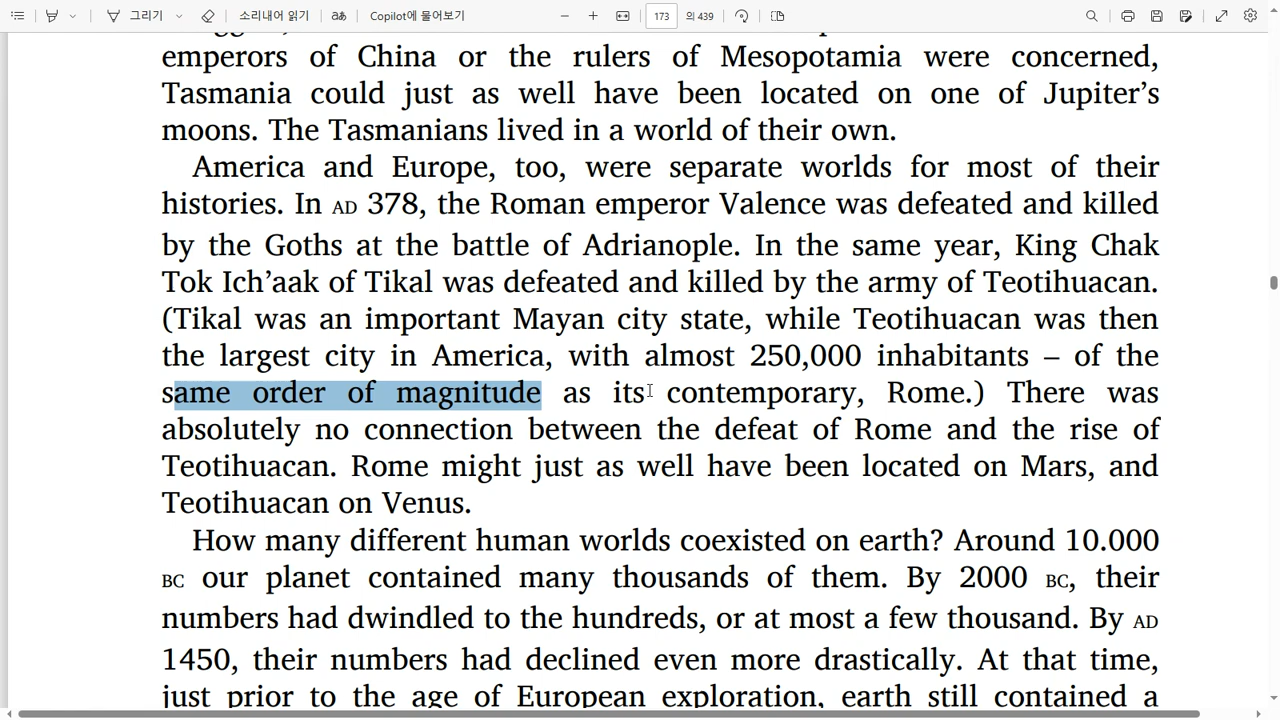 그리기
소리내어 읽기
aあ
Copilot에 물어보기
173 의 439
emperors of China or the rulers of Mesopotamia were concerned,
Tasmania could just as well have been located on one of Jupiter’s
moons. The Tasmanians lived in a world of their own.
America and Europe, too, were separate worlds for most of their
histories. In AD 378, the Roman emperor Valence was defeated and killed
by the Goths at the battle of Adrianople. In the same year, King Chak
Tok Ich’aak of Tikal was defeated and killed by the army of Teotihuacan.
(Tikal was an important Mayan city state, while Teotihuacan was then
the largest city in America, with almost 250,000 inhabitants – of the
same order of magnitude as its contemporary, Rome.) There was
absolutely no connection between the defeat of Rome and the rise of
Teotihuacan. Rome might just as well have been located on Mars, and
Teotihuacan on Venus.
How many different human worlds coexisted on earth? Around 10.000
BC our planet contained many thousands of them. By 2000 BC, their
numbers had dwindled to the hundreds, or at most a few thousand. By AD
1450, their numbers had declined even more drastically. At that time,
just prior to the age of European exploration, earth still contained a